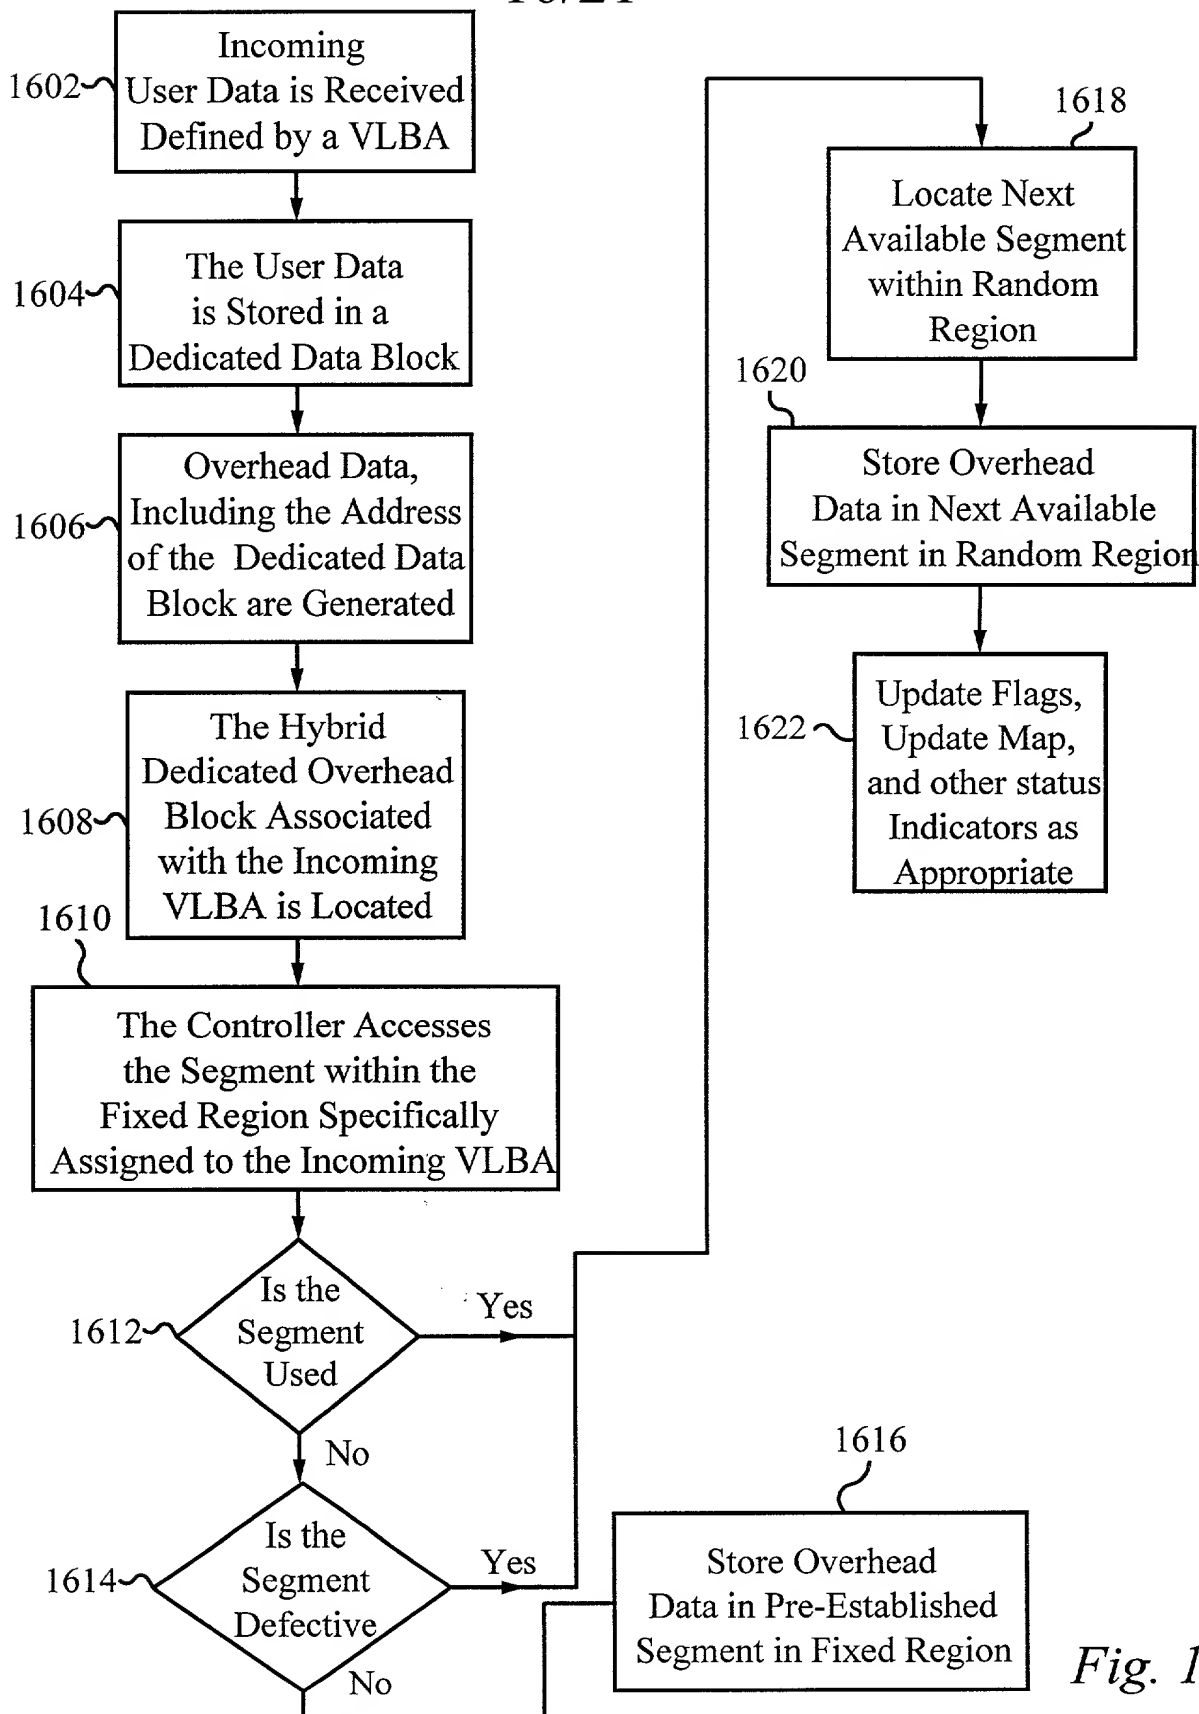 1602
Incoming
User Data is Received
Defined by a VLBA
1604
The User Data
is Stored in a
Dedicated Data Block
1606
Overhead Data,
Including the Address
of the Dedicated Data
Block are Generated
1608
The Hybrid
Dedicated Overhead
Block Associated
with the Incoming
VLBA is Located
1610
The Controller Accesses
the Segment within the
Fixed Region Specifically
Assigned to the Incoming VLBA
1612
Is the
Segment
Used
Yes
No
1614
Is the
Segment
Defective
Yes
No
1616
Store Overhead
Data in Pre-Established
Segment in Fixed Region
1618
Locate Next
Available Segment
within Random
Region
1620
Store Overhead
Data in Next Available
Segment in Random Region
1622
Update Flags,
Update Map,
and other status
Indicators as
Appropriate
Fig. 1